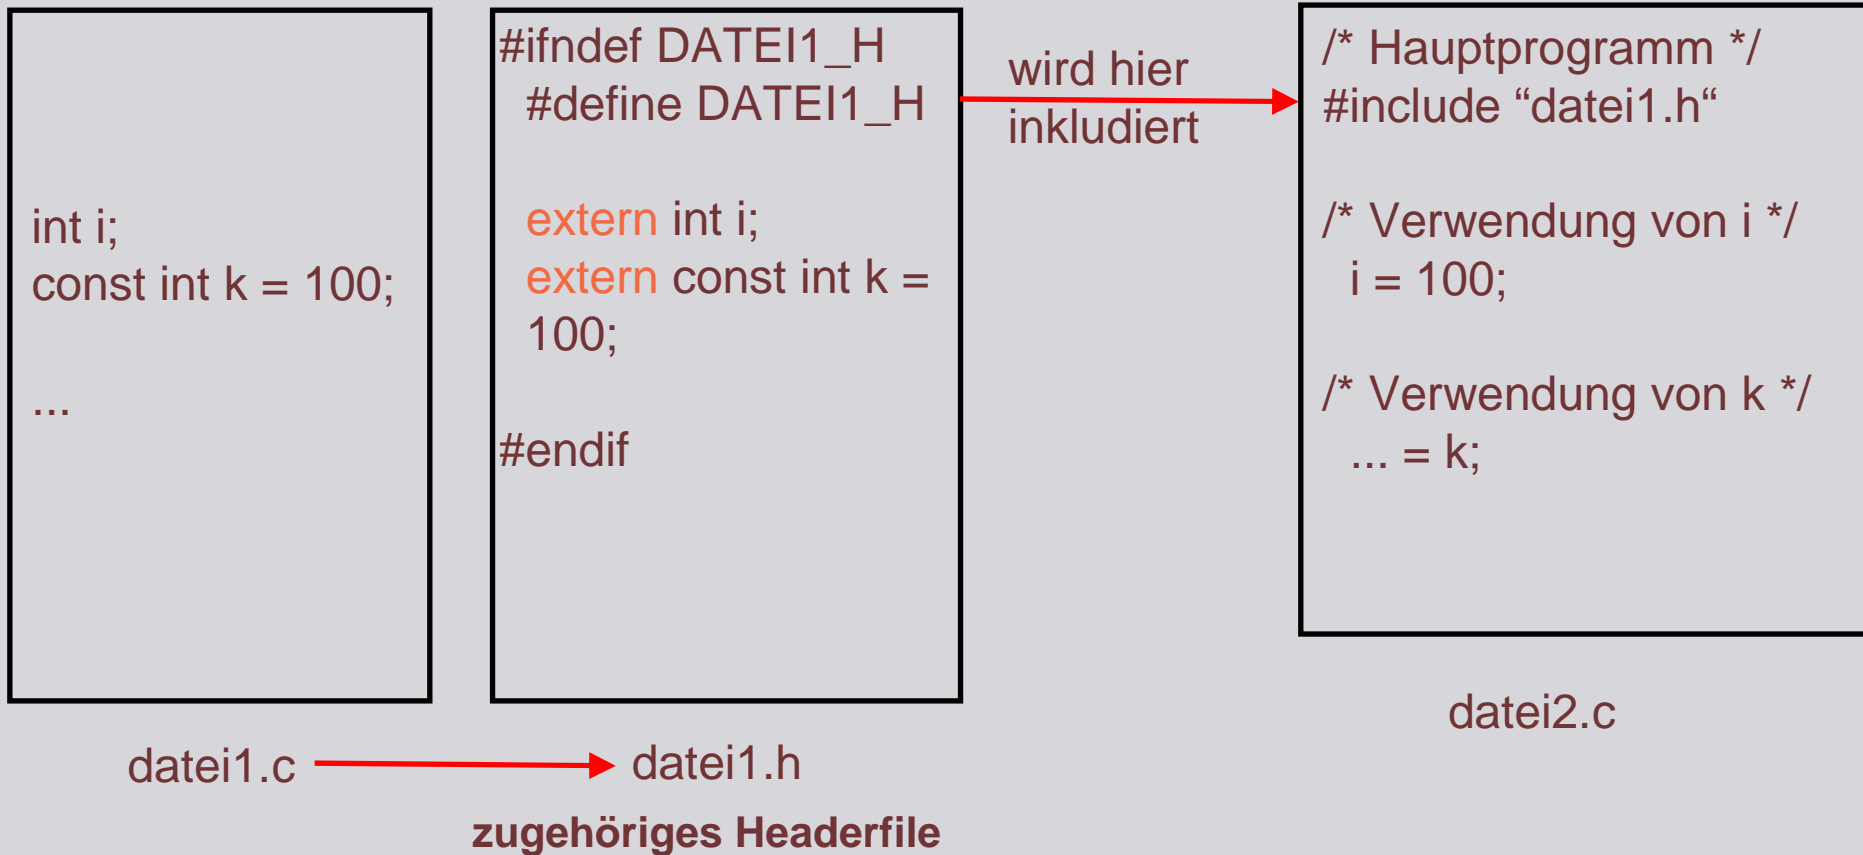 int i;
const int k = 100;
...
datei1.c
#ifndef DATEI1_H
#define DATEI1_H
extern int i;
extern const int k =
100;
#endif
datei1.h
zugehöriges Headerfile
wird hier
inkludiert
/* Hauptprogramm */
#include “datei1.h“
/* Verwendung von i */
i = 100;
/* Verwendung von k */
... = k;
datei2.c